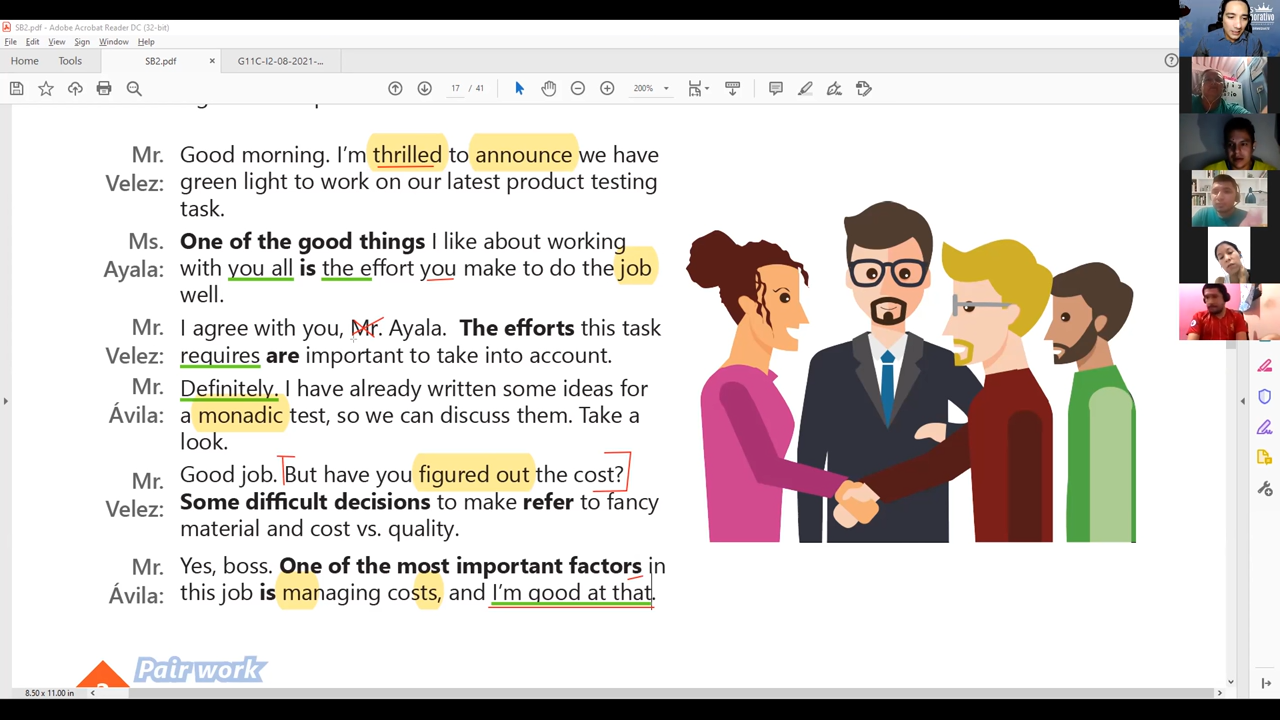 SB2.pdf - Adobe Acrobat Reader DC (32-bit)
File Edit View Sign Window Help
Home Tools SB2.pdf × G11C-I2-08-2021-...
17 / 41 200%
Mr. Good morning. I'm thrilled to announce we have
Velez: green light to work on our latest product testing
task.
Ms. One of the good things I like about working
Ayala: with you all is the effort you make to do the job
well.
Mr. I agree with you, Mr. Ayala. The efforts this task
Velez: requires are important to take into account.
Mr. Definitely. I have already written some ideas for
Ávila: a monadic test, so we can discuss them. Take a
look.
Mr. Good job. But have you figured out the cost?
Velez: Some difficult decisions to make refer to fancy
material and cost vs. quality.
Mr. Yes, boss. One of the most important factors in
Ávila: this job is managing costs, and I'm good at that.
Pair work
8.50 x 11.00 in